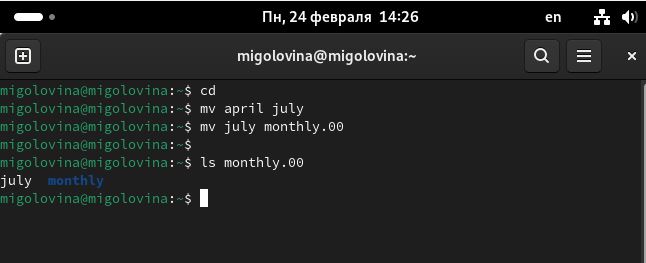 Пн, 24 февраля 14:26 en
migolovina@migolovina:~
migolovina@migolovina:~$ cd
migolovina@migolovina:~$ mv april july
migolovina@migolovina:~$ mv july monthly.00
migolovina@migolovina:~$
migolovina@migolovina:~$ ls monthly.00
july monthly
migolovina@migolovina:~$